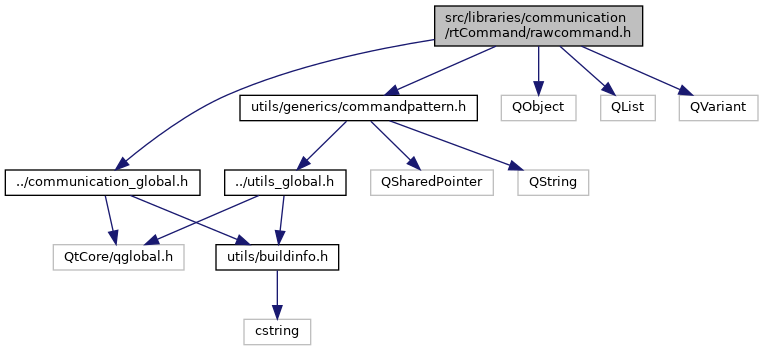 src/libraries/communication
/rtCommand/rawcommand.h
utils/generics/commandpattern.h
QObject
QList
QVariant
../communication_global.h
../utils_global.h
QSharedPointer
QString
QtCore/qglobal.h
utils/buildinfo.h
cstring